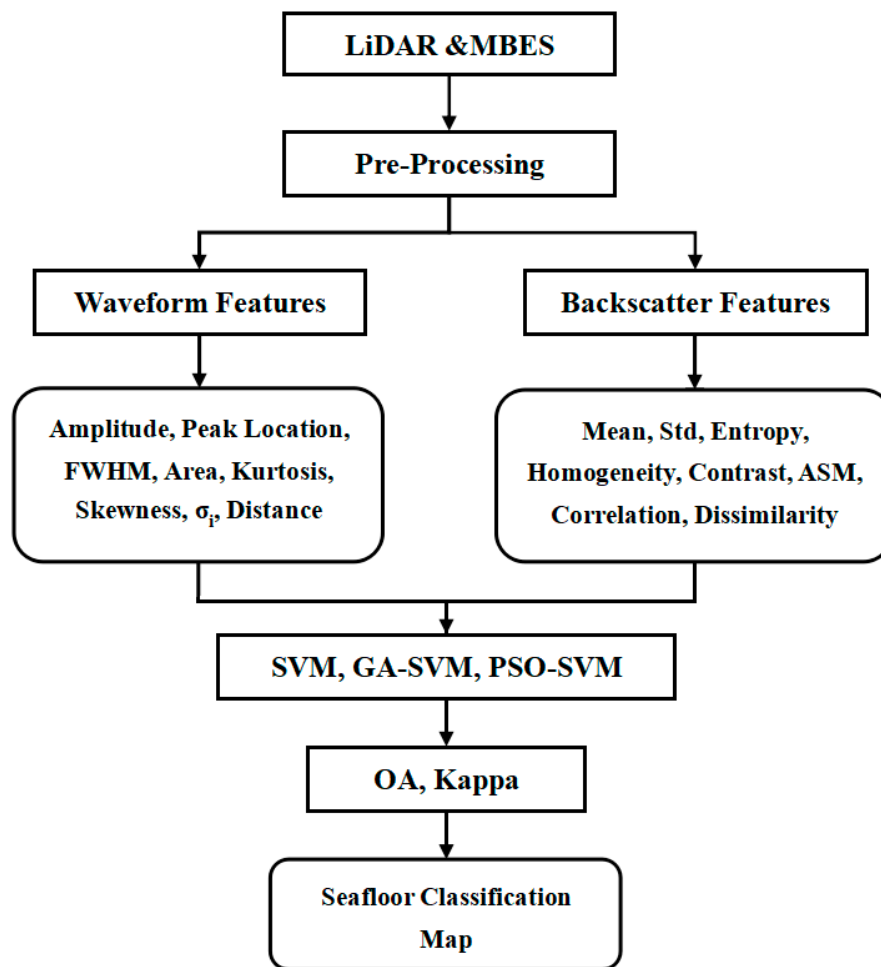 LiDAR &MBES
Pre-Processing
Waveform Features
Backscatter Features
Amplitude, Peak Location,
FWHM, Area, Kurtosis,
Skewness, σi, Distance
Mean, Std, Entropy,
Homogeneity, Contrast, ASM,
Correlation, Dissimilarity
SVM, GA-SVM, PSO-SVM
OA, Kappa
Seafloor Classification
Map